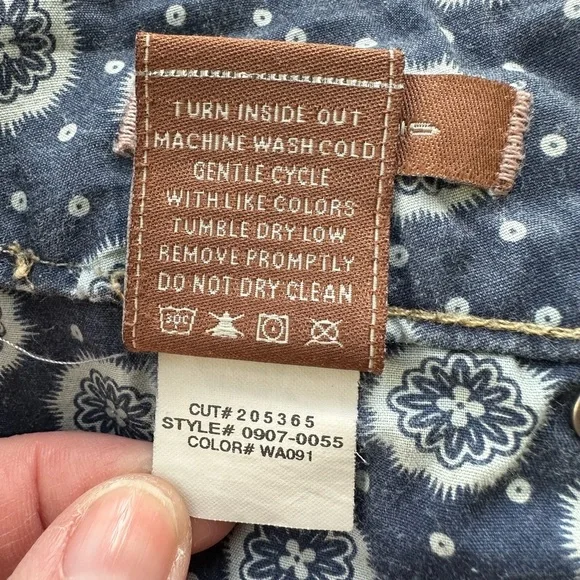 TURN INSIDE OUT
MACHINE WASH COLD
GENTLE CYCLE
WITH LIKE COLORS
TUMBLE DRY LOW
REMOVE PROMPTLY
DO NOT DRY CLEAN
30C
CUT# 205365
STYLE# 0907-0055
COLOR# WA091